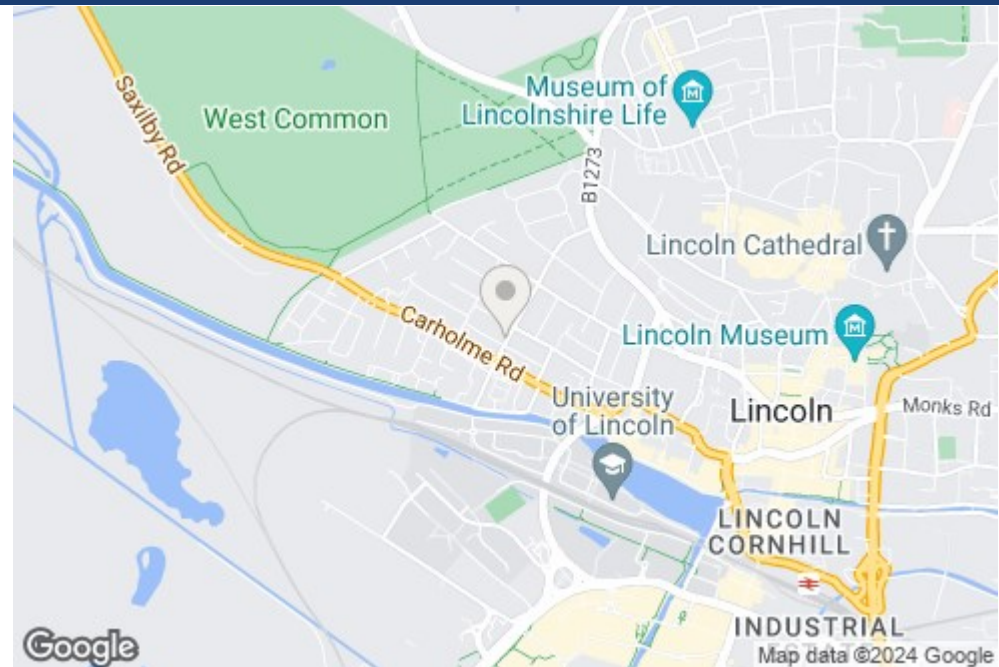 Saxilby Rd
West Common
Museum of
Lincolnshire Life
B1273
Lincoln Cathedral
Carholme Rd
Lincoln Museum
University
of Lincoln
Lincoln
Monks Rd
LINCOLN
CORNHILL
INDUSTRIAL
Google
Map data ©2024 Google